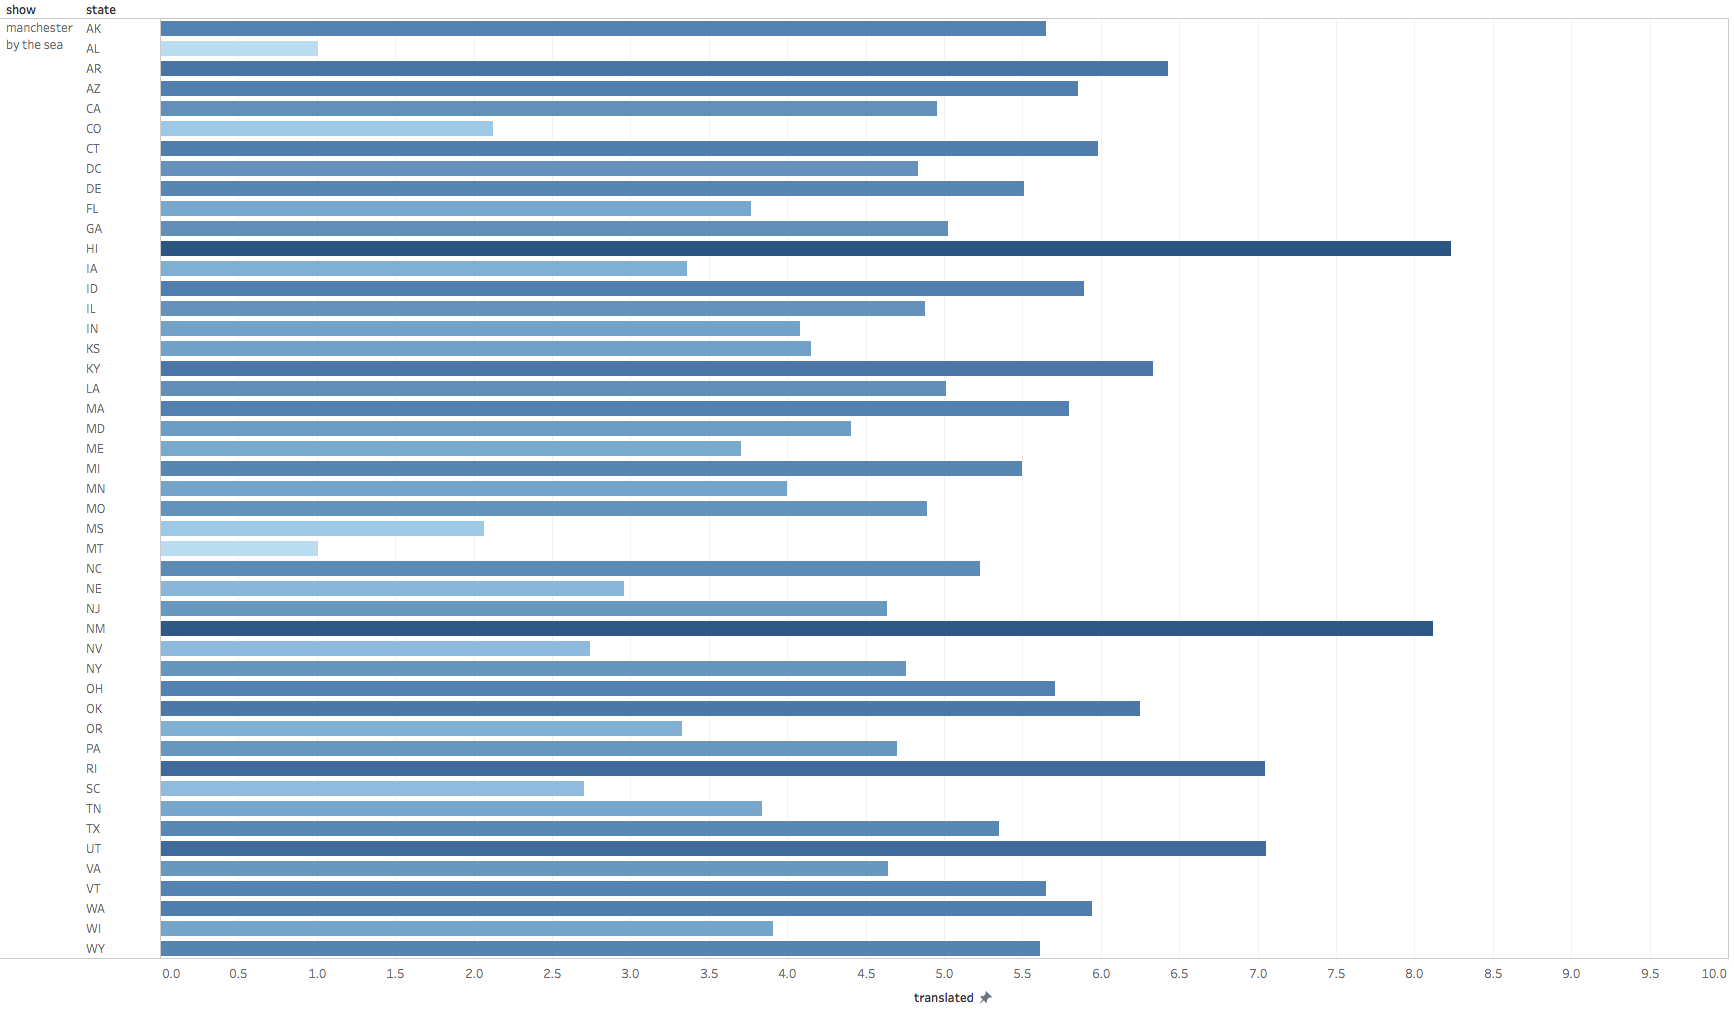 show state
manchester AK
by the sea AL
AR
AZ
CA
CO
CT
DC
DE
FL
GA
HI
IA
ID
IL
IN
KS
KY
LA
MA
MD
ME
MI
MN
MO
MS
MT
NC
NE
NJ
NM
NV
NY
OH
OK
OR
PA
RI
SC
TN
TX
UT
VA
VT
WA
WI
WY
0.0 0.5 1.0 1.5 2.0 2.5 3.0 3.5 4.0 4.5 5.0 5.5 6.0 6.5 7.0 7.5 8.0 8.5 9.0 9.5 10.0
translated